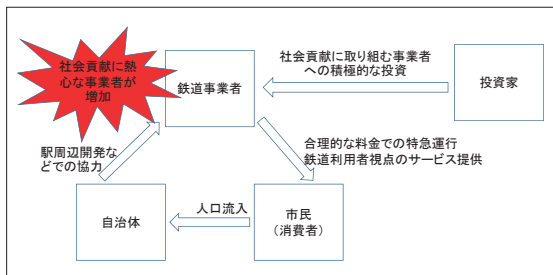 社会貢献に熱
心な事業者が
増加
鉄道事業者
社会貢献に取り組む事業者
への積極的な投資
投資家
駅周辺開発な
どでの協力
合理的な料金での特急運行
鉄道利用者視点のサービス提供
自治体
人口流入
市民
（消費者）